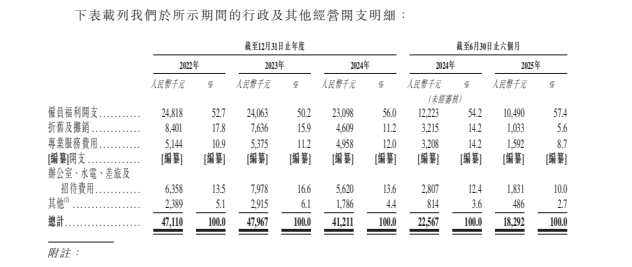 下表載列我們於所示期間的行政及其他經營開支明細：
截至12月31日止年度 截至6月30日止六個月
2022年 2023年 2024年 2024年 2025年
人民幣千元 % 人民幣千元 % 人民幣千元 % 人民幣千元 % 人民幣千元 %
(未經審核)
僱員福利開支............ 24,818 52.7 24,063 50.2 23,098 56.0 12,223 54.2 10,490 57.4
折舊及攤銷.............. 8,401 17.8 7,636 15.9 4,609 11.2 3,215 14.2 1,033 5.6
專業服務費用............ 5,144 10.9 5,375 11.2 4,958 12.0 3,208 14.2 1,592 8.7
[編纂]開支.............. [編纂] [編纂] [編纂] [編纂] [編纂] [編纂] [編纂] [編纂] [編纂] [編纂]
辦公室、水電、差旅及
招待費用............. 6,358 13.5 7,978 16.6 5,620 13.6 2,807 12.4 1,831 10.0
其他(1) .................. 2,389 5.1 2,915 6.1 1,786 4.4 814 3.6 486 2.7
總計.................... 47,110 100.0 47,967 100.0 41,211 100.0 22,567 100.0 18,292 100.0
附註：